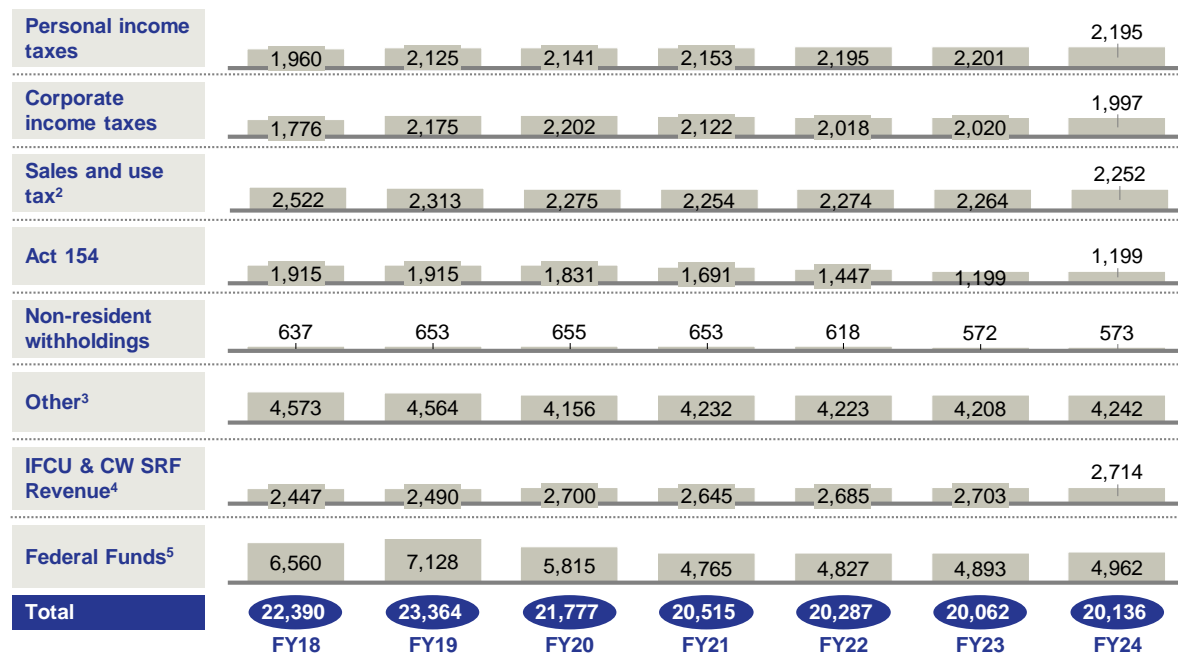 Personal income
taxes
1,960 2,125 2,141 2,153 2,195 2,201 2,195
Corporate
income taxes
1,776 2,175 2,202 2,122 2,018 2,020 1,997
Sales and use
tax²
2,522 2,313 2,275 2,254 2,274 2,264 2,252
Act 154
1,915 1,915 1,831 1,691 1,447 1,199 1,199
Non-resident
withholdings
637 653 655 653 618 572 573
Other³
4,573 4,564 4,156 4,232 4,223 4,208 4,242
IFCU & CW SRF
Revenue⁴
2,447 2,490 2,700 2,645 2,685 2,703 2,714
Federal Funds⁵
6,560 7,128 5,815 4,765 4,827 4,893 4,962
Total 22,390 23,364 21,777 20,515 20,287 20,062 20,136
FY18 FY19 FY20 FY21 FY22 FY23 FY24